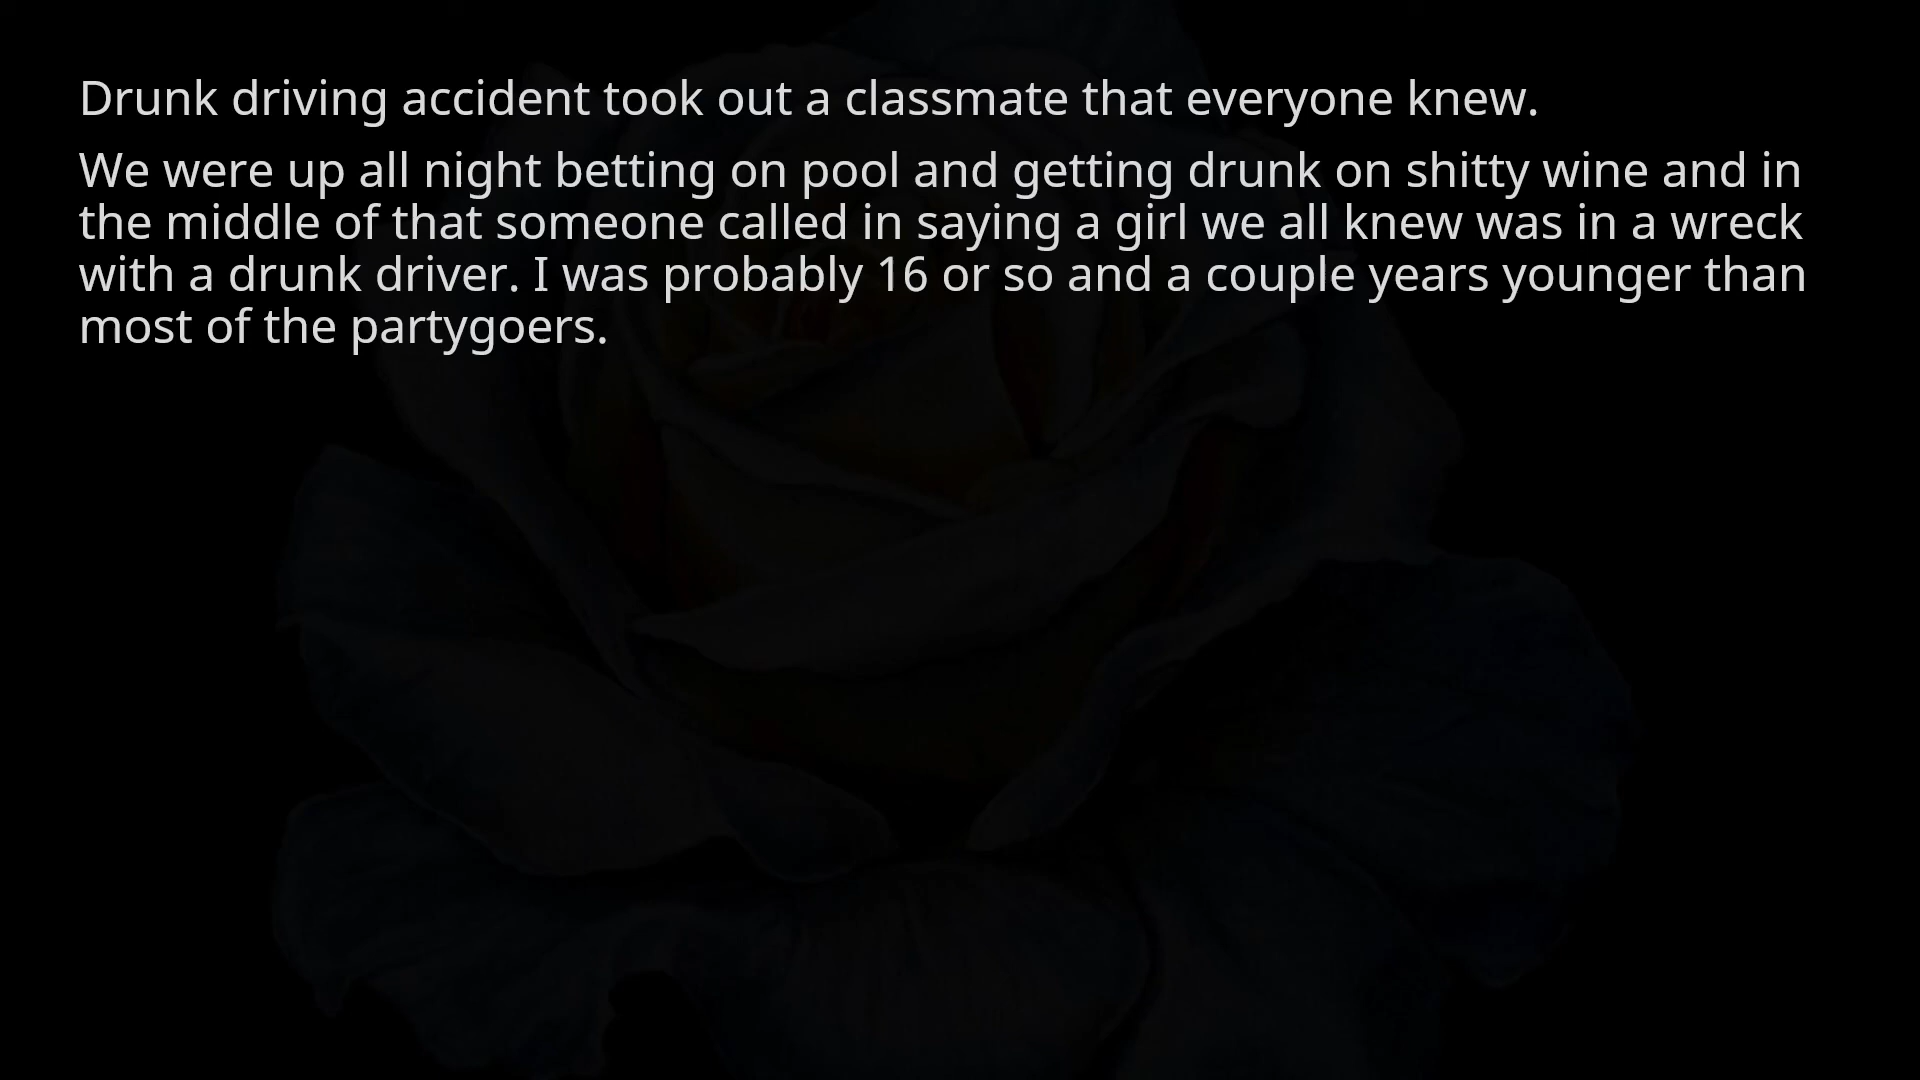 Drunk driving accident took out a classmate that everyone knew.
We were up all night betting on pool and getting drunk on shitty wine and in
the middle of that someone called in saying a girl we all knew was in a wreck
with a drunk driver. I was probably 16 or so and a couple years younger than
most of the partygoers.